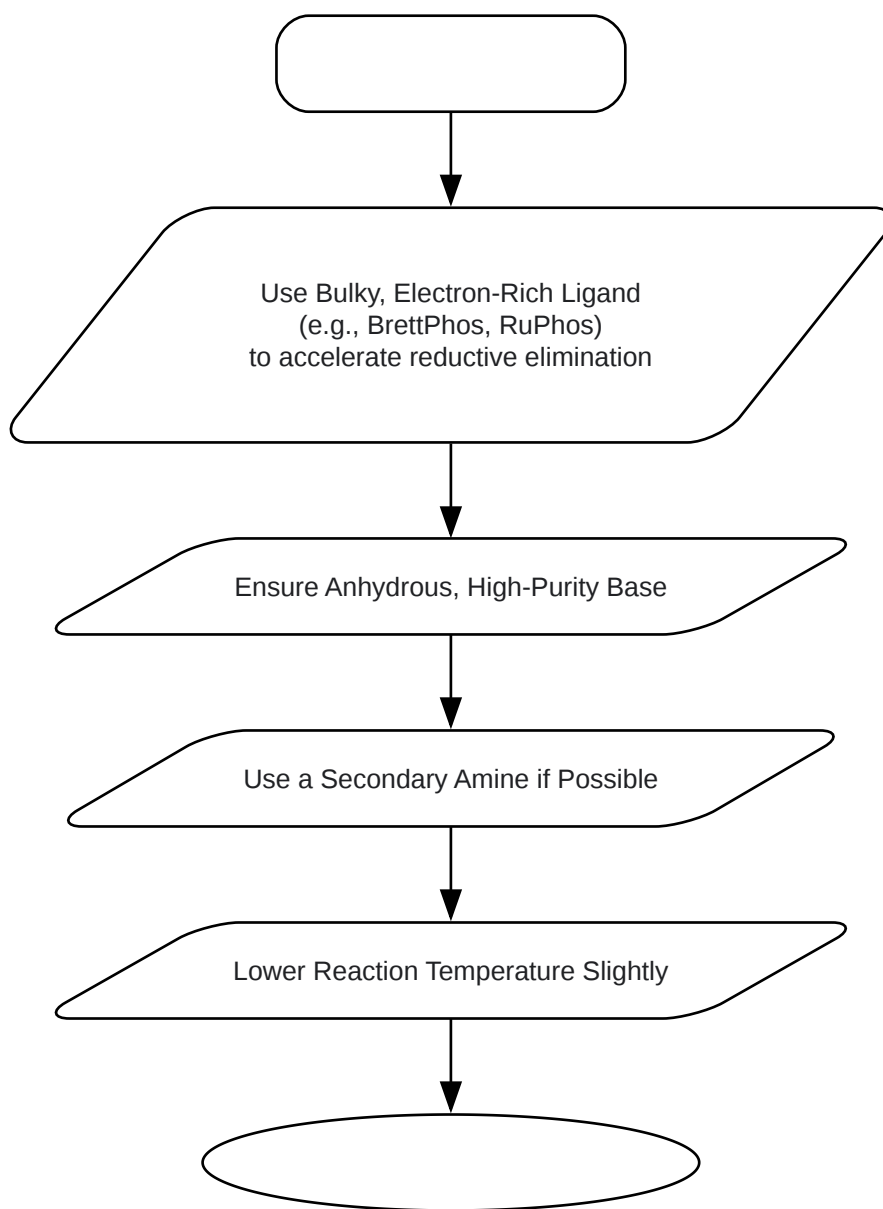 Use Bulky, Electron-Rich Ligand
(e.g., BrettPhos, RuPhos)
to accelerate reductive elimination
Ensure Anhydrous, High-Purity Base
Use a Secondary Amine if Possible
Lower Reaction Temperature Slightly